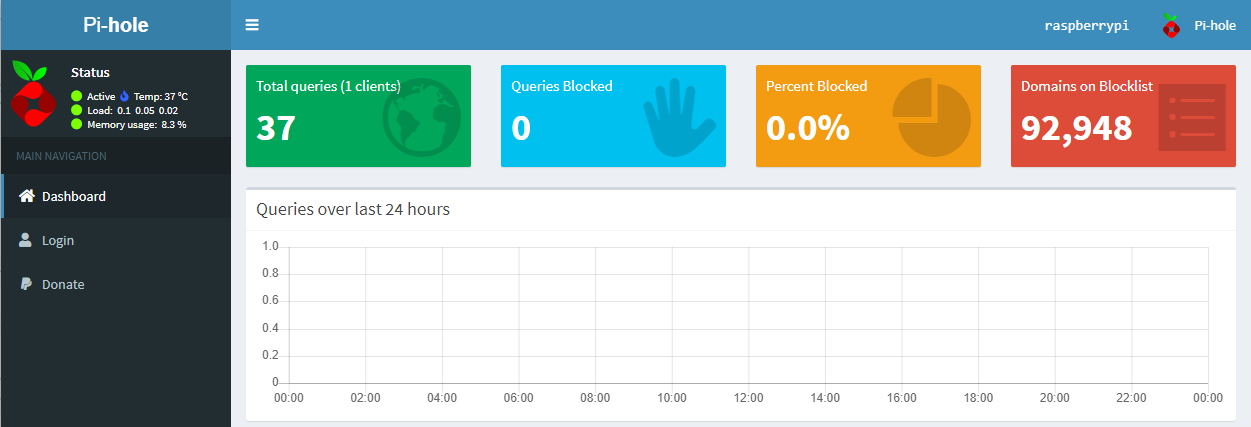 Pi-hole
raspberrypi Pi-hole
Status
Active Temp: 37 °C
Load: 0.1 0.05 0.02
Memory usage: 8.3 %
MAIN NAVIGATION
Dashboard
Login
Donate
Total queries (1 clients)
37
Queries Blocked
0
Percent Blocked
0.0%
Domains on Blocklist
92,948
Queries over last 24 hours
1.0
0.8
0.6
0.4
0.2
0
00:00 02:00 04:00 06:00 08:00 10:00 12:00 14:00 16:00 18:00 20:00 22:00 00:00